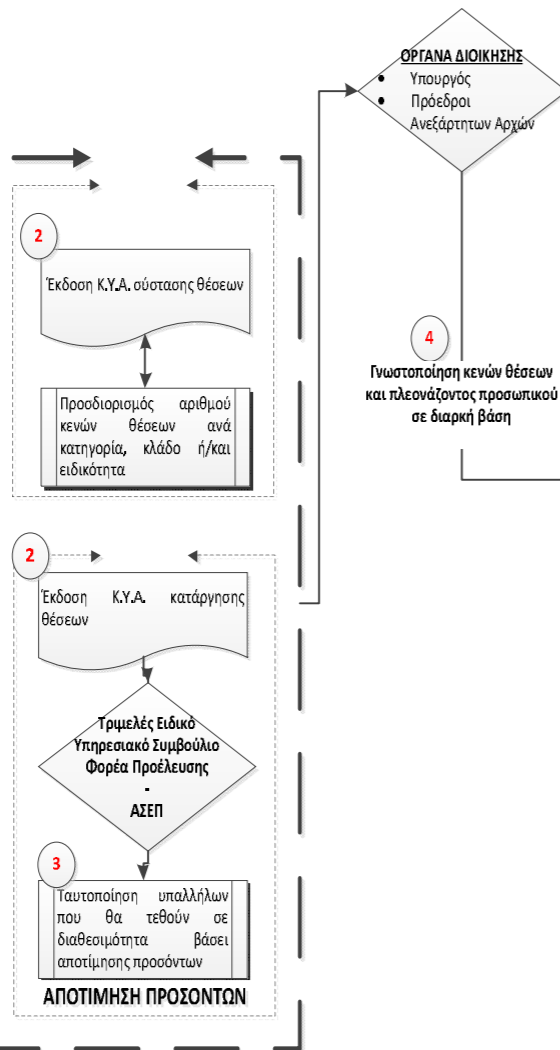 ΟΡΓΑΝΑ ΔΙΟΙΚΗΣΗΣ
• Υπουργός
• Πρόεδροι
Ανεξάρτητων Αρχών
2
Έκδοση Κ.Υ.Α. σύστασης θέσεων
Προσδιορισμός αριθμού
κενών θέσεων ανά
κατηγορία, κλάδο ή/και
ειδικότητα
4
Γνωστοποίηση κενών θέσεων
και πλεονάζοντος προσωπικού
σε διαρκή βάση
2
Έκδοση Κ.Υ.Α. κατάργησης
θέσεων
Τριμελές Ειδικό
Υπηρεσιακό Συμβούλιο
Φορέα Προέλευσης
-
ΑΣΕΠ
3
Ταυτοποίηση υπαλλήλων
που θα τεθούν σε
διαθεσιμότητα βάσει
αποτίμησης προσόντων
ΑΠΟΤΙΜΗΣΗ ΠΡΟΣΟΝΤΩΝ